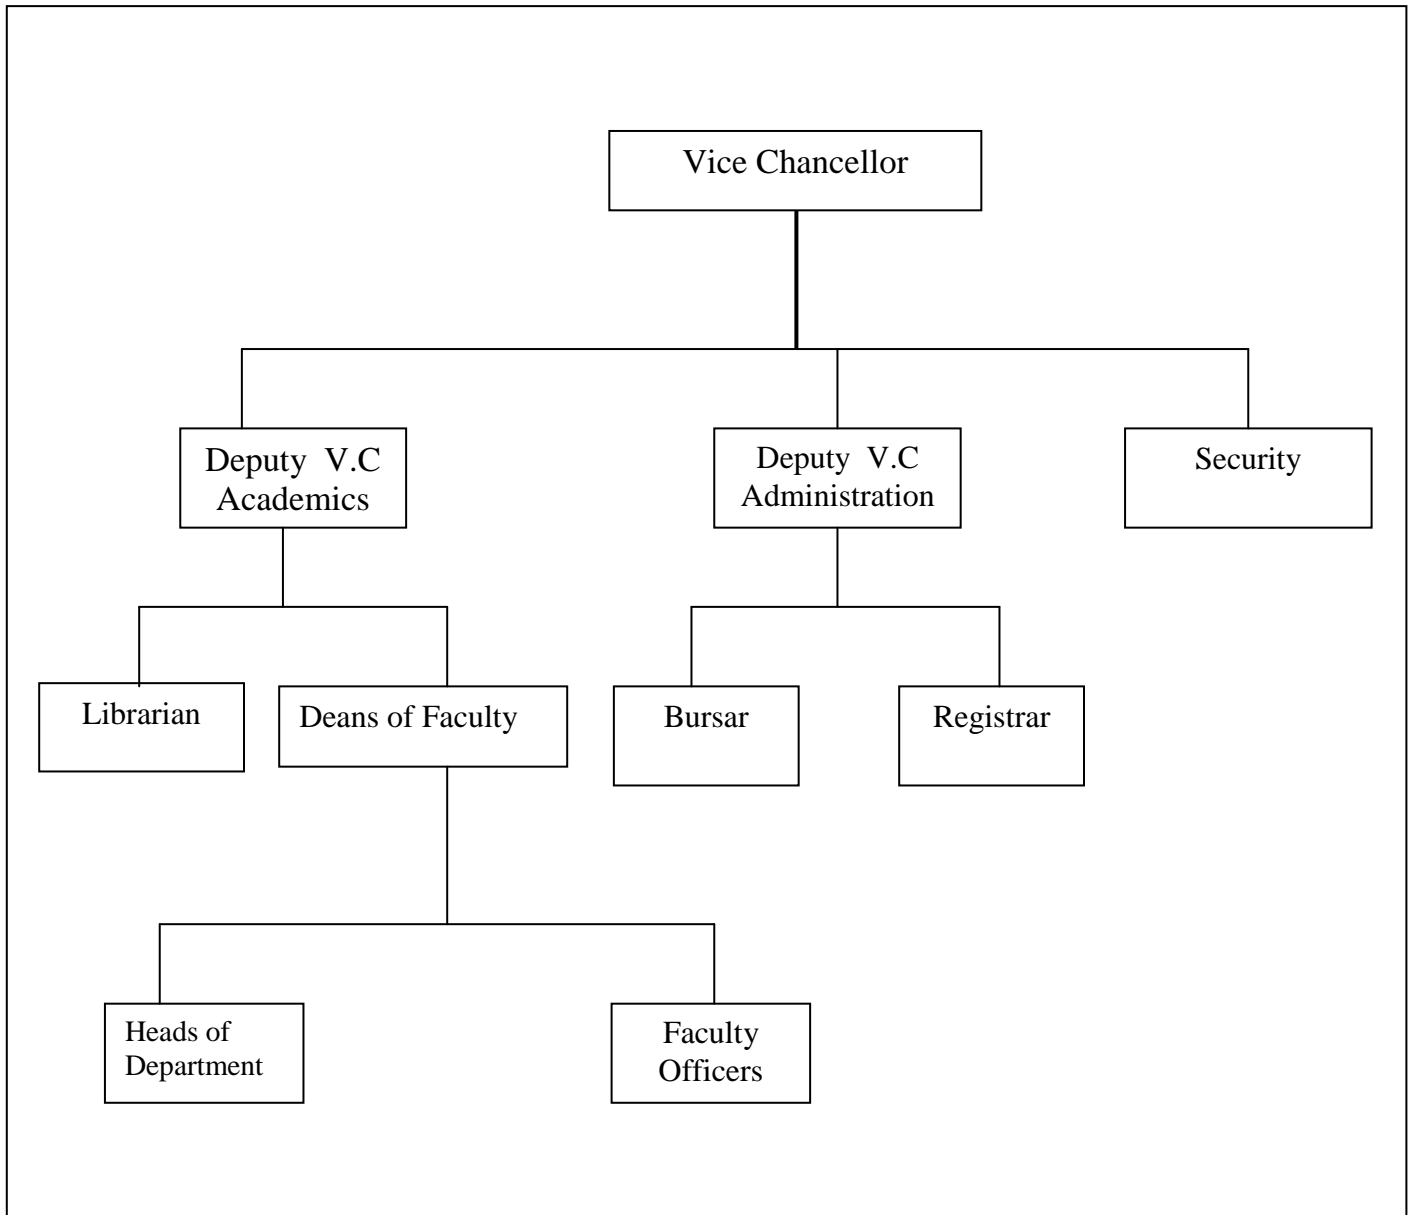 Vice Chancellor
Deputy V.C
Academics
Deputy V.C
Administration
Security
Librarian
Deans of Faculty
Bursar
Registrar
Heads of
Department
Faculty
Officers